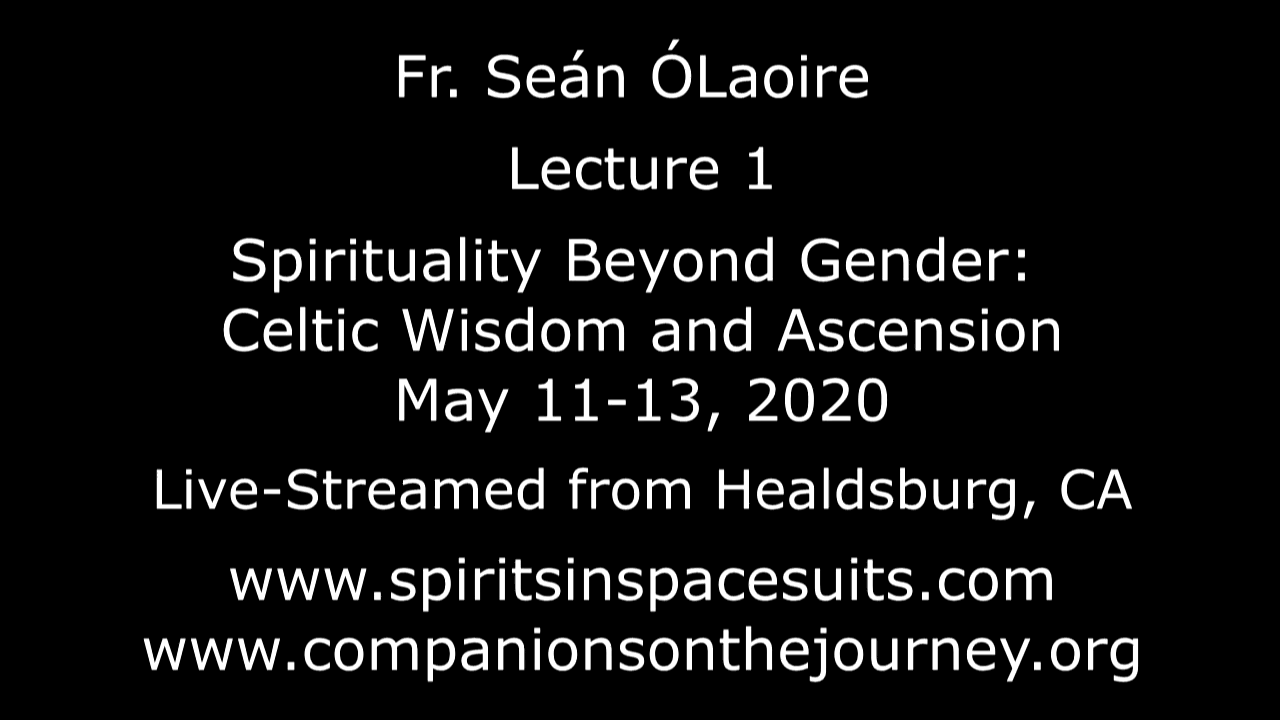 Fr. Seán ÓLaoire
Lecture 1
Spirituality Beyond Gender:
Celtic Wisdom and Ascension
May 11-13, 2020
Live-Streamed from Healdsburg, CA
www.spiritsinspacesuits.com
www.companionsonthejourney.org